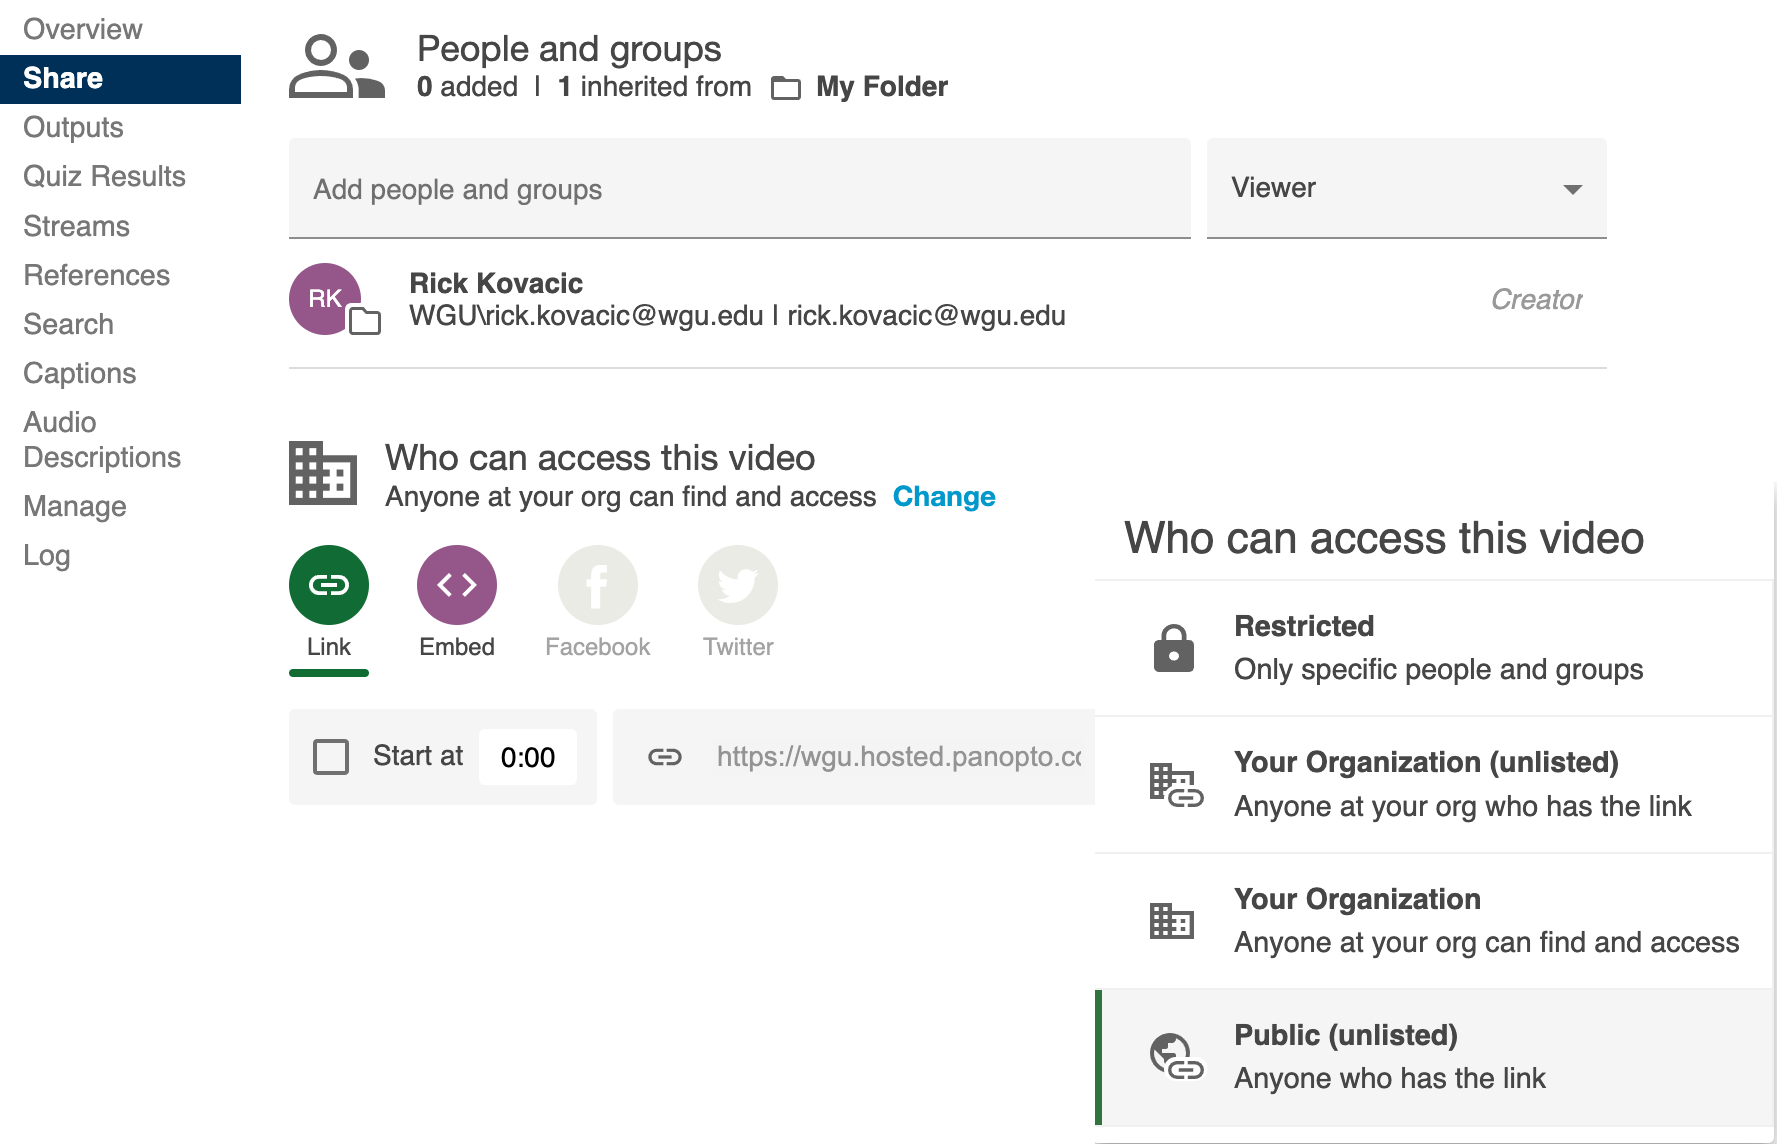 Overview
Share
Outputs
Quiz Results
Streams
References
Search
Captions
Audio
Descriptions
Manage
Log
People and groups
0 added | 1 inherited from My Folder
Add people and groups
Viewer
RK
Rick Kovacic
WGU\rick.kovacic@wgu.edu | rick.kovacic@wgu.edu
Creator
Who can access this video
Anyone at your org can find and access Change
Link
Embed
Facebook
Twitter
Start at 0:00
https://wgu.hosted.panopto.co
Who can access this video
Restricted
Only specific people and groups
Your Organization (unlisted)
Anyone at your org who has the link
Your Organization
Anyone at your org can find and access
Public (unlisted)
Anyone who has the link